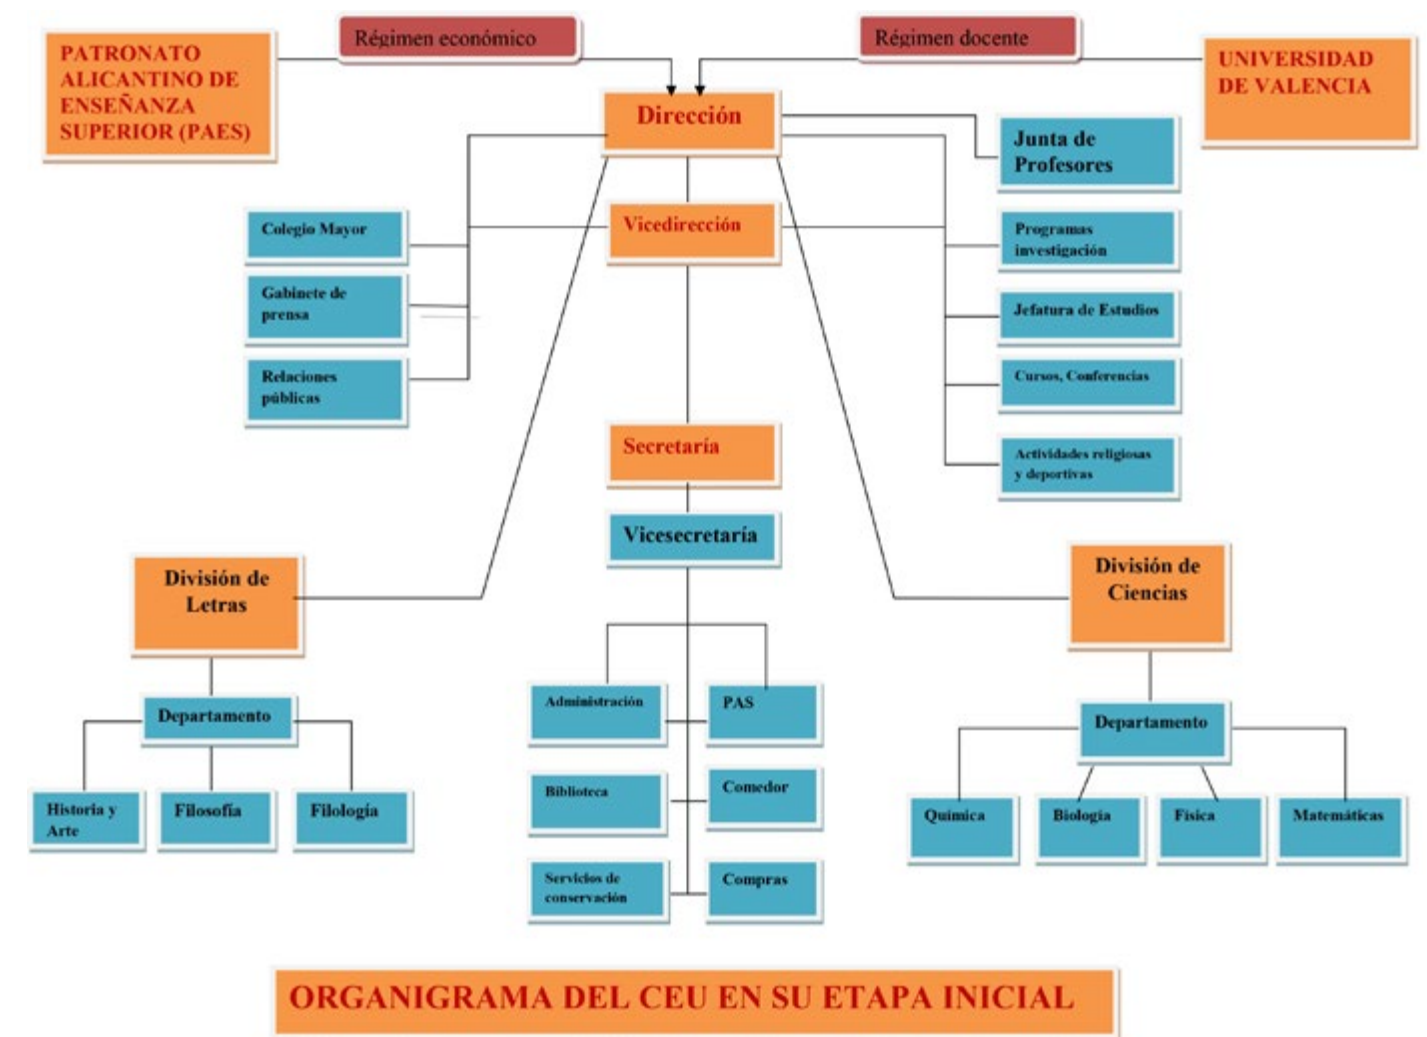 Régimen económico
Régimen docente
PATRONATO
ALICANTINO DE
ENSEÑANZA
SUPERIOR (PAES)
UNIVERSIDAD
DE VALENCIA
Dirección
Junta de
Profesores
Colegio Mayor
Vicedirección
Programas
investigación
Gabinete de
prensa
Jefatura de Estudios
Relaciones
públicas
Cursos, Conferencias
Secretaría
Actividades religiosas
y deportivas
Vicesecretaría
División de
Letras
División de
Ciencias
Departamento
Administración
PAS
Departamento
Historia y
Arte
Filosofía
Filología
Biblioteca
Comedor
Química
Biología
Física
Matemáticas
Servicios de
conservación
Compras
ORGANIGRAMA DEL CEU EN SU ETAPA INICIAL